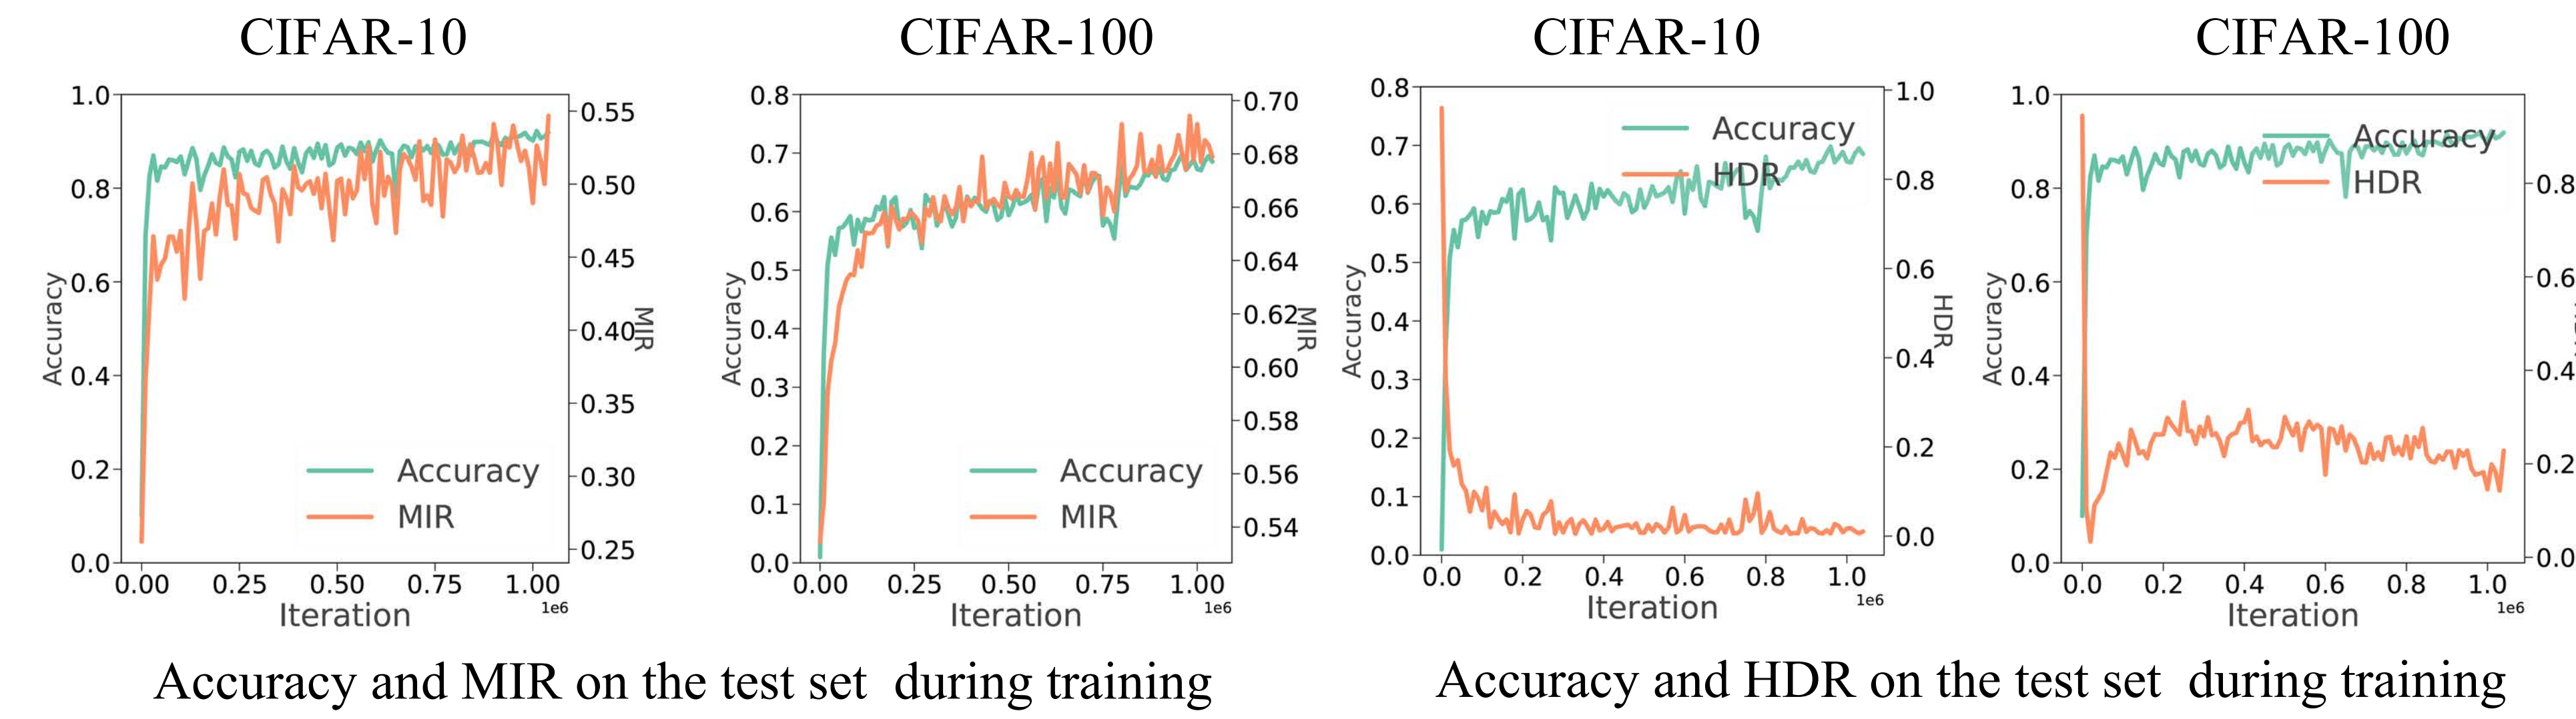 CIFAR-10
CIFAR-100
CIFAR-10
CIFAR-100
1.0
0.8
0.6
0.4
0.2
0.0
Accuracy
0.55
0.50
0.45
0.40
0.35
0.30
0.25
MIR
Accuracy
MIR
0.00 0.25 0.50 0.75 1.00
1e6
Iteration
0.8
0.7
0.6
0.5
0.4
0.3
0.2
0.1
0.0
Accuracy
0.70
0.68
0.66
0.64
0.62
0.60
0.58
0.56
0.54
MIR
Accuracy
MIR
0.00 0.25 0.50 0.75 1.00
1e6
Iteration
0.8
0.7
0.6
0.5
0.4
0.3
0.2
0.1
0.0
Accuracy
1.0
0.8
0.6
0.4
0.2
0.0
HDR
Accuracy
HDR
0.0 0.2 0.4 0.6 0.8 1.0
1e6
Iteration
1.0
0.8
0.6
0.4
0.2
0.0
Accuracy
0.8
0.6
0.4
0.2
0.0
Accuracy
HDR
0.0 0.2 0.4 0.6 0.8 1.0
1e6
Iteration
Accuracy and MIR on the test set during training
Accuracy and HDR on the test set during training